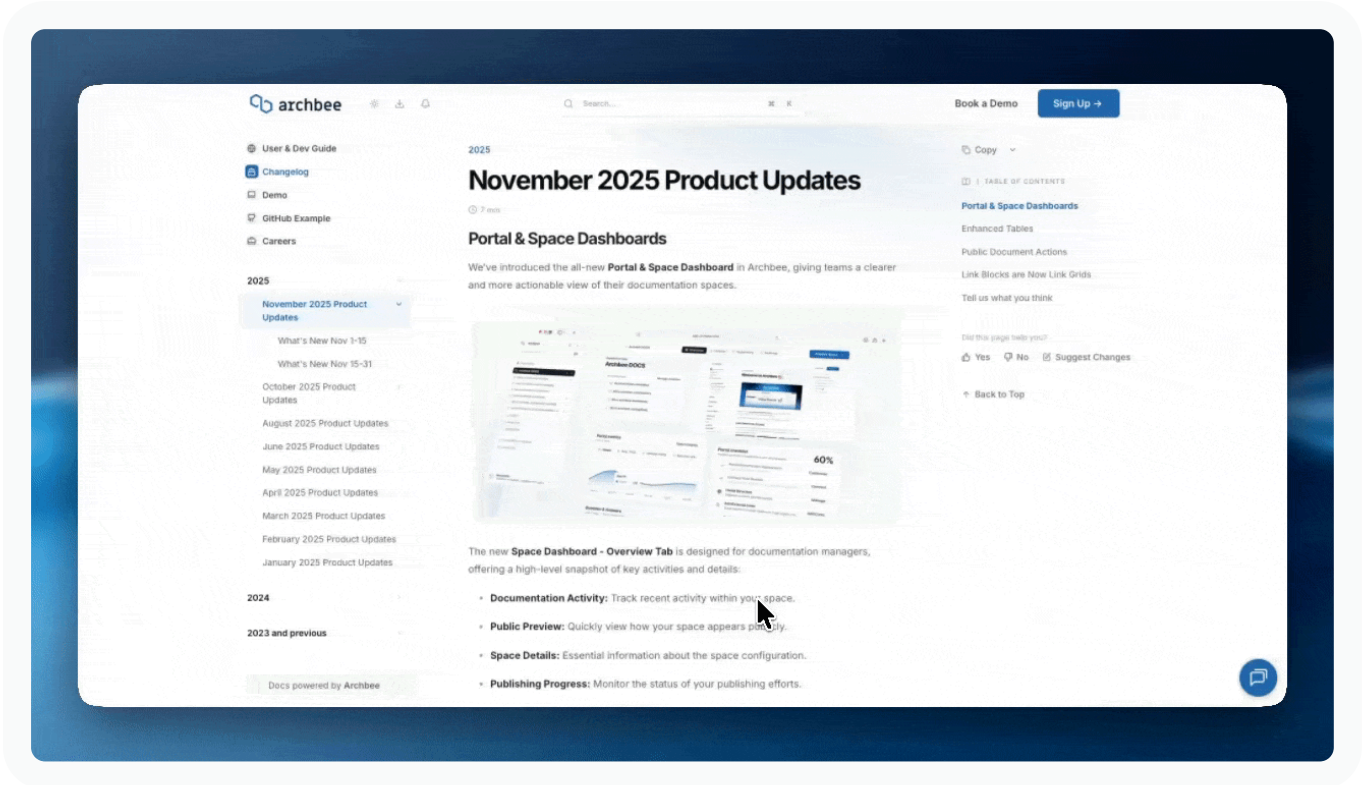 archbee
Search...
⌘ K
Book a Demo
Sign Up →
User & Dev Guide
Changelog
Demo
GitHub Example
Careers
2025
November 2025 Product
Updates
What's New Nov 1-15
What's New Nov 15-31
October 2025 Product
Updates
August 2025 Product Updates
June 2025 Product Updates
May 2025 Product Updates
April 2025 Product Updates
March 2025 Product Updates
February 2025 Product Updates
January 2025 Product Updates
2024
2023 and previous
Docs powered by Archbee
2025
November 2025 Product Updates
7 min
Portal & Space Dashboards
We've introduced the all-new Portal & Space Dashboard in Archbee, giving teams a clearer
and more actionable view of their documentation spaces.
Archbee DOCS
60%
The new Space Dashboard - Overview Tab is designed for documentation managers,
offering a high-level snapshot of key activities and details:
• Documentation Activity: Track recent activity within your space.
• Public Preview: Quickly view how your space appears publicly.
• Space Details: Essential information about the space configuration.
• Publishing Progress: Monitor the status of your publishing efforts.
Copy
TABLE OF CONTENTS
Portal & Space Dashboards
Enhanced Tables
Public Document Actions
Link Blocks are Now Link Grids
Tell us what you think
Did this page help you?
Yes No Suggest Changes
Back to Top